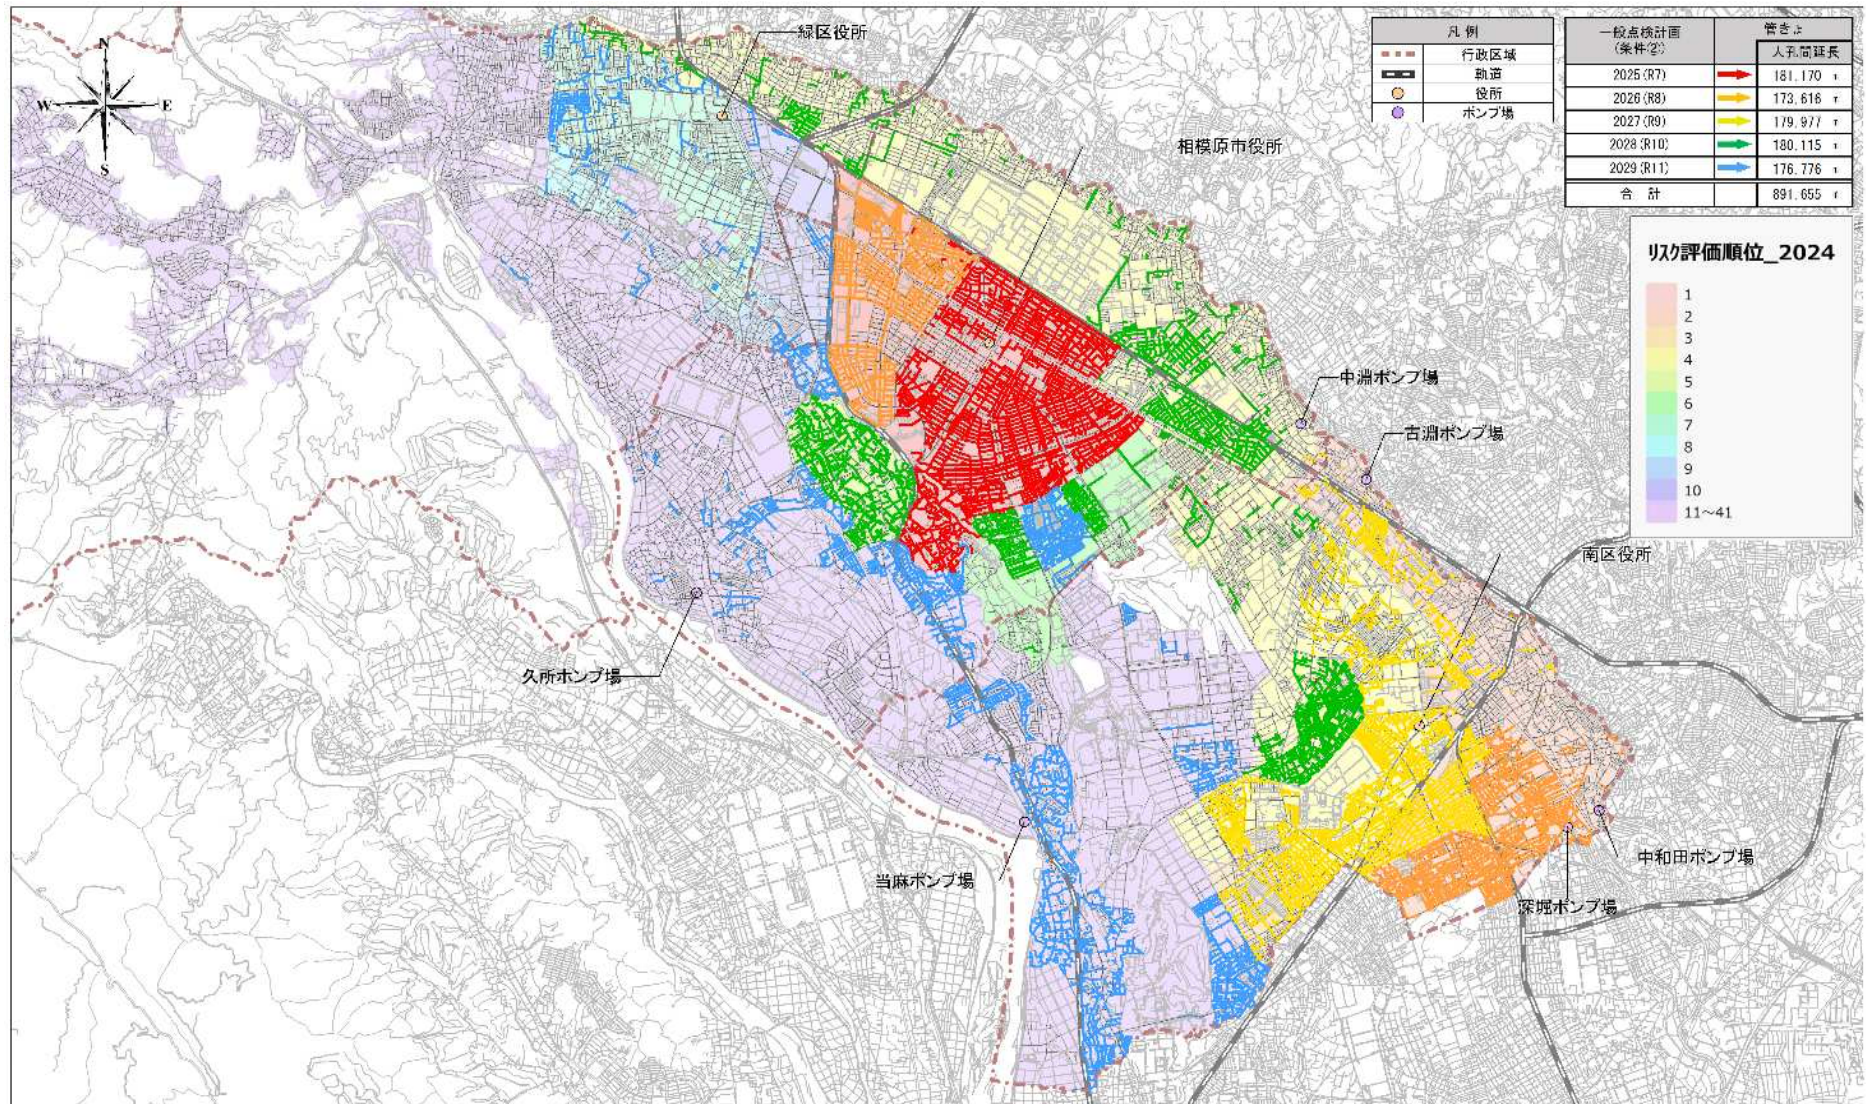 N
W
E
S
緑区役所
相模原市役所
中淵ポンプ場
古淵ポンプ場
南区役所
久所ポンプ場
当麻ポンプ場
中和田ポンプ場
深堀ポンプ場
凡例
行政区域
軌道
役所
ポンプ場
一般点検計画 管きょ
(条件②) 人孔間延長
2025(R7) 181,170
2026(R8) 173,616
2027(R9) 179,977
2028(R10) 180,115
2029(R11) 176,776
合計 891,655
リスク評価順位_2024
1
2
3
4
5
6
7
8
9
10
11～41